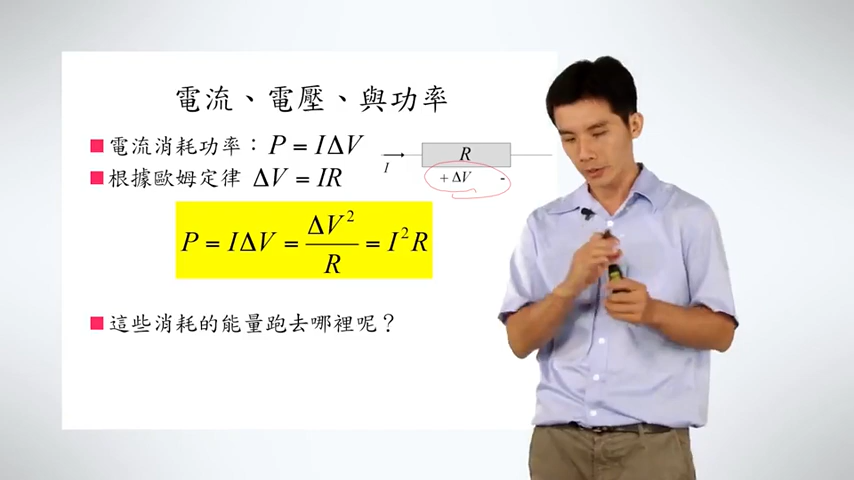 電流、電壓、與功率
電流消耗功率：P = IΔV
根據歐姆定律 ΔV = IR
I
R
+ ΔV -
P = IΔV = ΔV²/R = I²R
這些消耗的能量跑去哪裡呢？